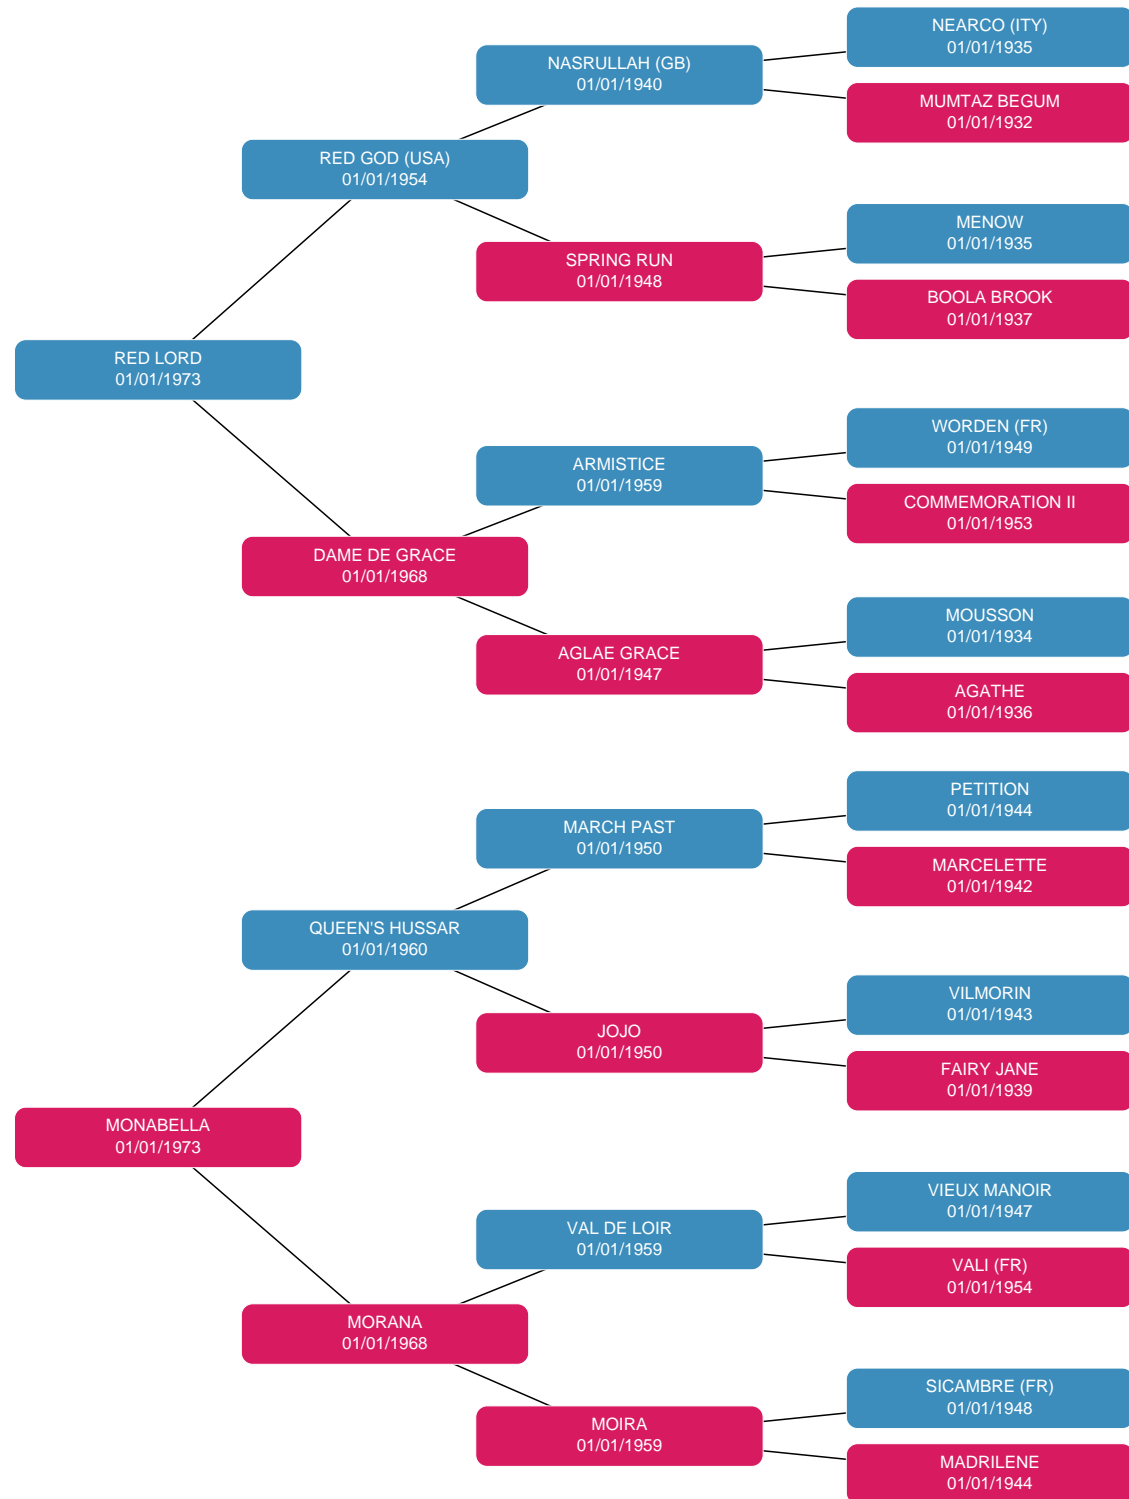 NEARCO (ITY)
01/01/1935
NASRULLAH (GB)
01/01/1940
MUMTAZ BEGUM
01/01/1932
RED GOD (USA)
01/01/1954
MENOW
01/01/1935
SPRING RUN
01/01/1948
BOOLA BROOK
01/01/1937
RED LORD
01/01/1973
WORDEN (FR)
01/01/1949
ARMISTICE
01/01/1959
COMMEMORATION II
01/01/1953
DAME DE GRACE
01/01/1968
MOUSSON
01/01/1934
AGLAE GRACE
01/01/1947
AGATHE
01/01/1936
PETITION
01/01/1944
MARCH PAST
01/01/1950
MARCELETTE
01/01/1942
QUEEN'S HUSSAR
01/01/1960
VILMORIN
01/01/1943
JOJO
01/01/1950
FAIRY JANE
01/01/1939
MONABELLA
01/01/1973
VIEUX MANOIR
01/01/1947
VAL DE LOIR
01/01/1959
VALI (FR)
01/01/1954
MORANA
01/01/1968
SICAMBRE (FR)
01/01/1948
MOIRA
01/01/1959
MADRILENE
01/01/1944